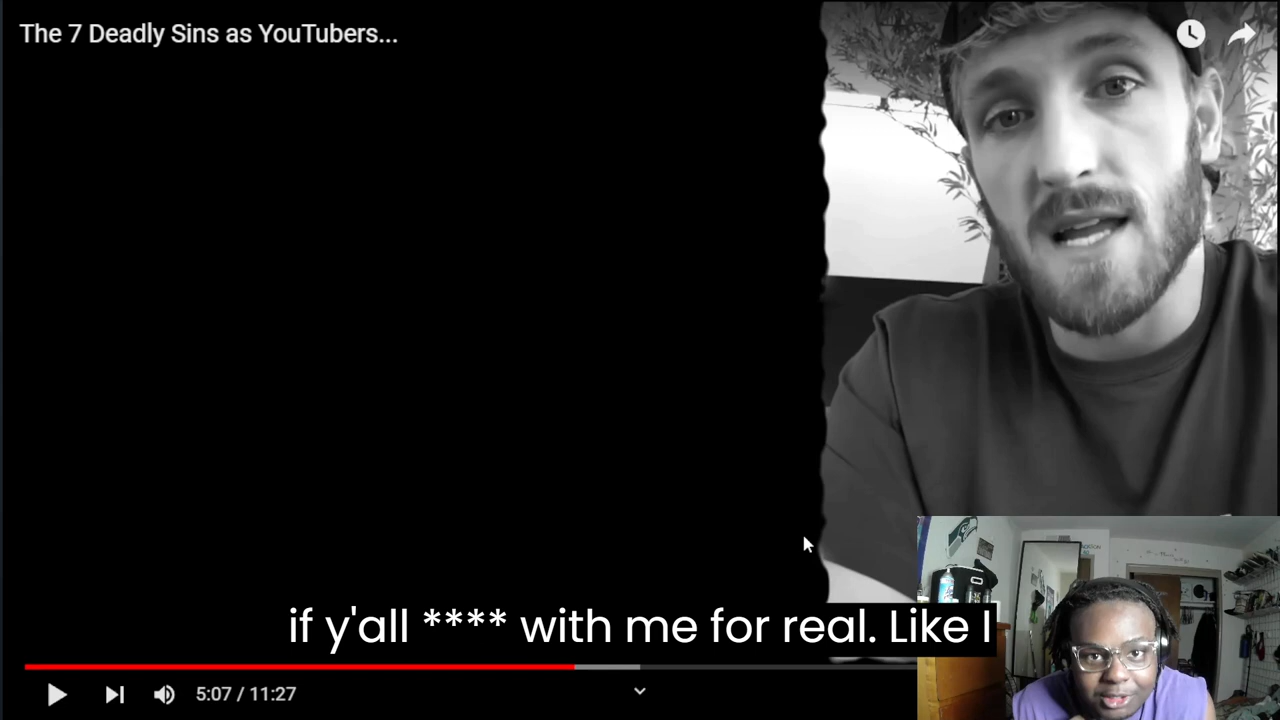 The 7 Deadly Sins as YouTubers...
if y'all **** with me for real. Like I
5:07 / 11:27